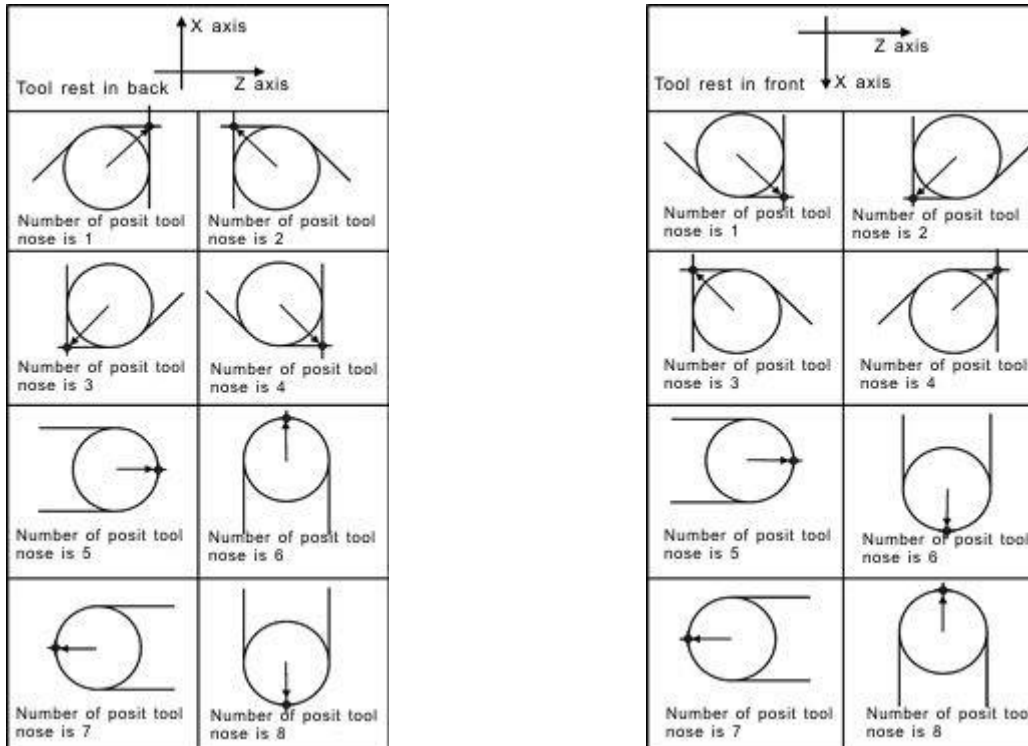 X axis
Z axis
Tool rest in back
Number of posit tool
nose is 1
Number of posit tool
nose is 2
Number of posit tool
nose is 3
Number of posit tool
nose is 4
Number of posit tool
nose is 5
Number of posit tool
nose is 6
Number of posit tool
nose is 7
Number of posit tool
nose is 8
Z axis
Tool rest in front
X axis
Number of posit tool
nose is 1
Number of posit tool
nose is 2
Number of posit tool
nose is 3
Number of posit tool
nose is 4
Number of posit tool
nose is 5
Number of posit tool
nose is 6
Number of posit tool
nose is 7
Number of posit tool
nose is 8